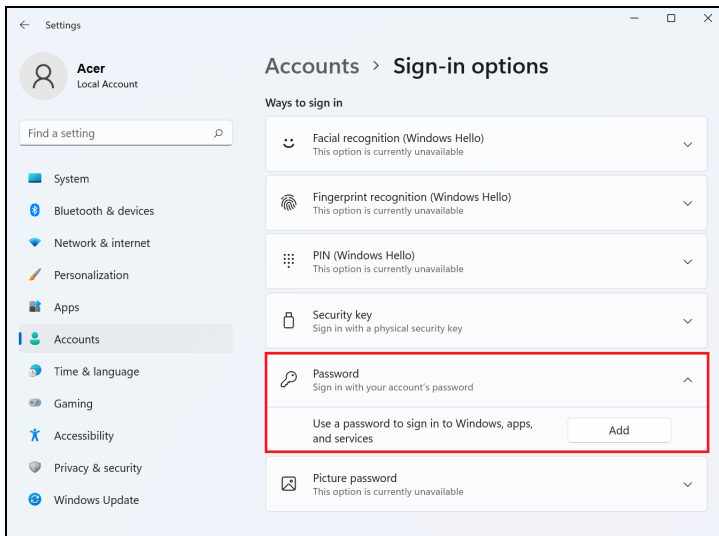 Settings
Acer
Local Account
Find a setting
System
Bluetooth & devices
Network & internet
Personalization
Apps
Accounts
Time & language
Gaming
Accessibility
Privacy & security
Windows Update
Accounts > Sign-in options
Ways to sign in
Facial recognition (Windows Hello)
This option is currently unavailable
Fingerprint recognition (Windows Hello)
This option is currently unavailable
PIN (Windows Hello)
This option is currently unavailable
Security key
Sign in with a physical security key
Password
Sign in with your account's password
Use a password to sign in to Windows, apps,
and services
Add
Picture password
This option is currently unavailable